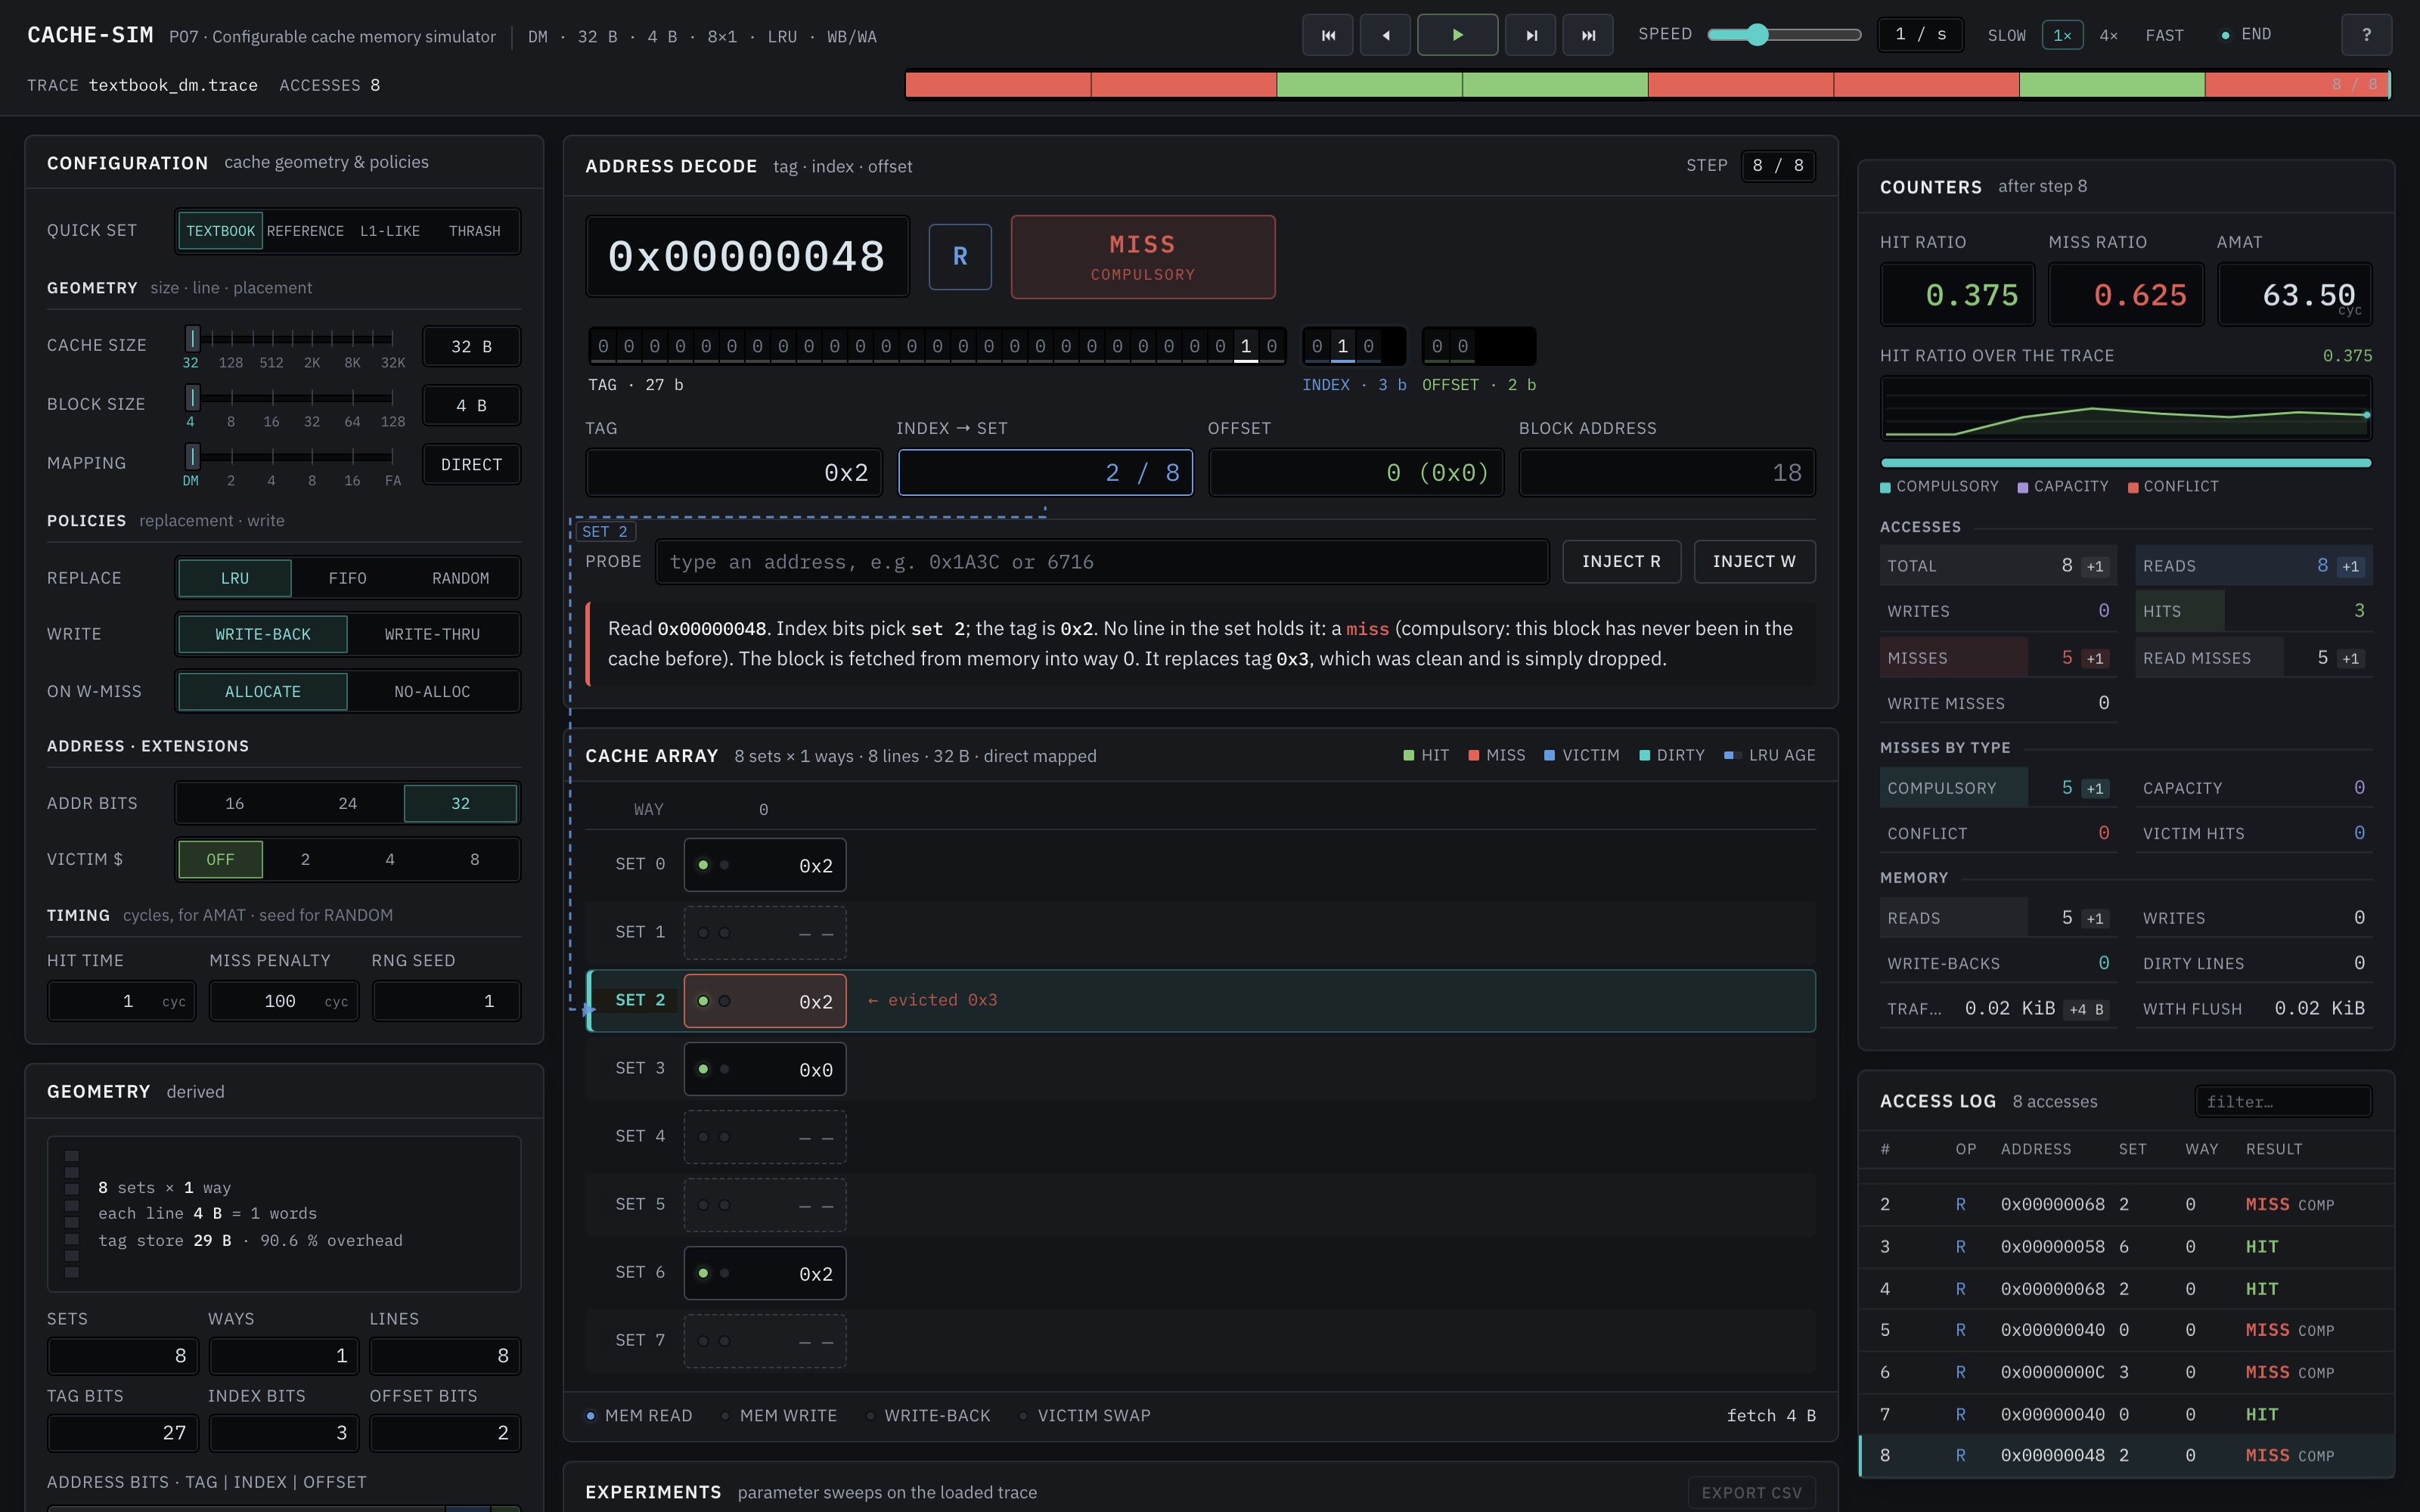 CACHE-SIM P07 · Configurable cache memory simulator DM · 32 B · 4 B · 8×1 · LRU · WB/WA SPEED 1 / s SLOW 1× 4× FAST END ?
TRACE textbook_dm.trace ACCESSES 8 8 / 8
CONFIGURATION cache geometry & policies
QUICK SET TEXTBOOK REFERENCE L1-LIKE THRASH
GEOMETRY size · line · placement
CACHE SIZE 32 B
32 128 512 2K 8K 32K
BLOCK SIZE 4 B
4 8 16 32 64 128
MAPPING DIRECT
DM 2 4 8 16 FA
POLICIES replacement · write
REPLACE LRU FIFO RANDOM
WRITE WRITE-BACK WRITE-THRU
ON W-MISS ALLOCATE NO-ALLOC
ADDRESS · EXTENSIONS
ADDR BITS 16 24 32
VICTIM $ OFF 2 4 8
TIMING cycles, for AMAT · seed for RANDOM
HIT TIME MISS PENALTY RNG SEED
1 cyc 100 cyc 1
GEOMETRY derived
8 sets × 1 way
each line 4 B = 1 words
tag store 29 B · 90.6 % overhead
SETS WAYS LINES
8 1 8
TAG BITS INDEX BITS OFFSET BITS
27 3 2
ADDRESS BITS · TAG | INDEX | OFFSET
ADDRESS DECODE tag · index · offset STEP 8 / 8
0x00000048 R MISS
COMPULSORY
0 0 0 0 0 0 0 0 0 0 0 0 0 0 0 0 0 0 0 0 0 0 0 0 0 1 0 0 1 0 0 0
TAG · 27 b INDEX · 3 b OFFSET · 2 b
TAG INDEX → SET OFFSET BLOCK ADDRESS
0x2 2 / 8 0 (0x0) 18
SET 2
PROBE type an address, e.g. 0x1A3C or 6716 INJECT R INJECT W
Read 0x00000048. Index bits pick set 2; the tag is 0x2. No line in the set holds it: a miss (compulsory: this block has never been in the
cache before). The block is fetched from memory into way 0. It replaces tag 0x3, which was clean and is simply dropped.
CACHE ARRAY 8 sets × 1 ways · 8 lines · 32 B · direct mapped HIT MISS VICTIM DIRTY LRU AGE
WAY 0
SET 0 0x2
SET 1 — —
SET 2 0x2 ← evicted 0x3
SET 3 0x0
SET 4 — —
SET 5 — —
SET 6 0x2
SET 7 — —
MEM READ MEM WRITE WRITE-BACK VICTIM SWAP fetch 4 B
EXPERIMENTS parameter sweeps on the loaded trace EXPORT CSV
COUNTERS after step 8
HIT RATIO MISS RATIO AMAT
0.375 0.625 63.50 cyc
HIT RATIO OVER THE TRACE 0.375
COMPULSORY CAPACITY CONFLICT
ACCESSES
TOTAL 8 +1 READS 8 +1
WRITES 0 HITS 3
MISSES 5 +1 READ MISSES 5 +1
WRITE MISSES 0
MISSES BY TYPE
COMPULSORY 5 +1 CAPACITY 0
CONFLICT 0 VICTIM HITS 0
MEMORY
READS 5 +1 WRITES 0
WRITE-BACKS 0 DIRTY LINES 0
TRAF… 0.02 KiB +4 B WITH FLUSH 0.02 KiB
ACCESS LOG 8 accesses filter…
# OP ADDRESS SET WAY RESULT
2 R 0x00000068 2 0 MISS COMP
3 R 0x00000058 6 0 HIT
4 R 0x00000068 2 0 HIT
5 R 0x00000040 0 0 MISS COMP
6 R 0x0000000C 3 0 MISS COMP
7 R 0x00000040 0 0 HIT
8 R 0x00000048 2 0 MISS COMP